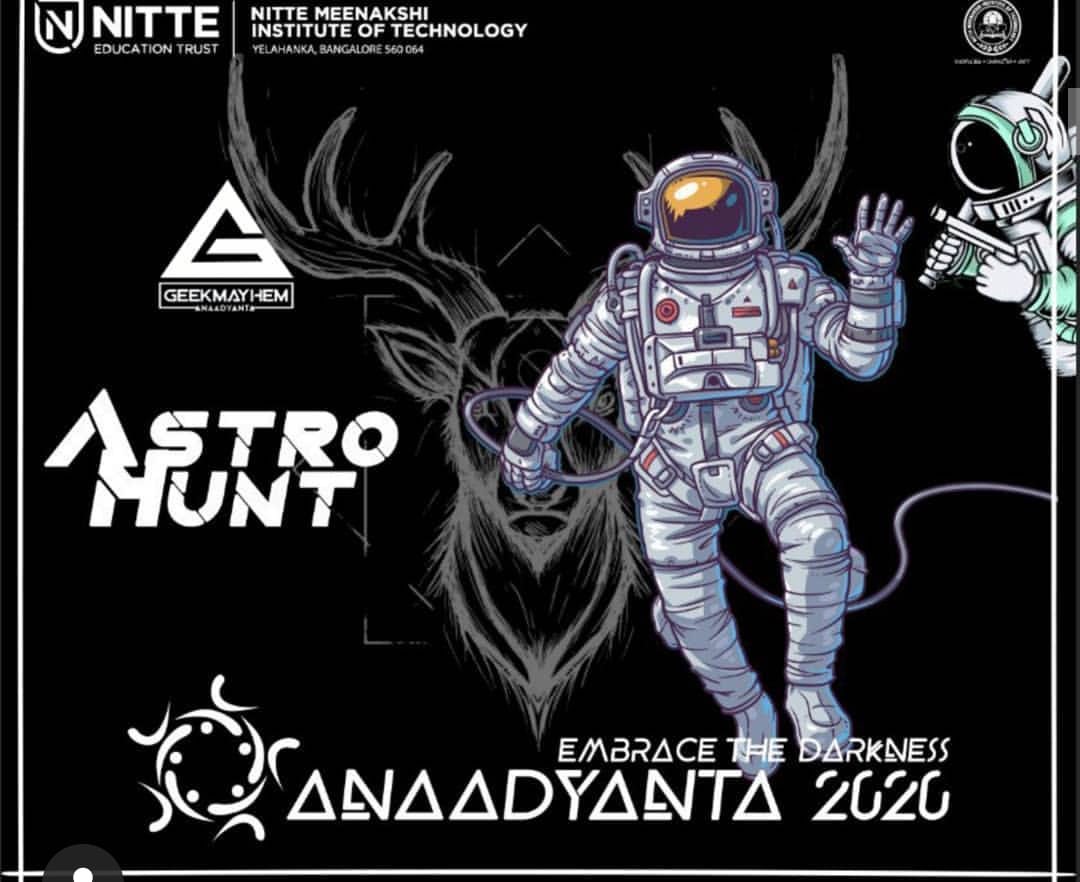 NITTE
EDUCATION TRUST
NITTE MEENAKSHI
INSTITUTE OF TECHNOLOGY
YELAHANKA, BANGALORE 560 064
GEEKMAYHEM
ANAADYANTA
ASTRO
HUNT
EMBRACE THE DARKNESS
ANAADYANTA 2020